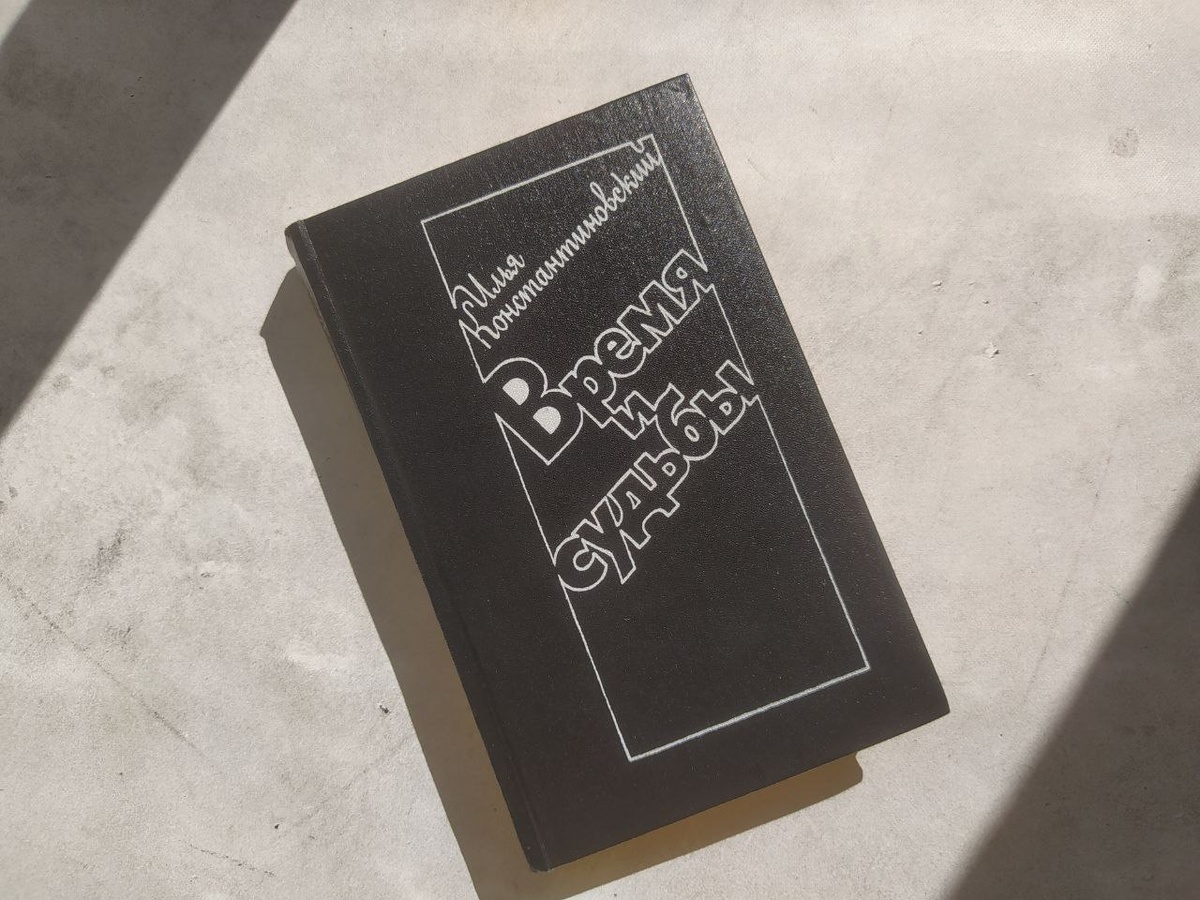 Илья
Константиновский
Время
и
судьбы